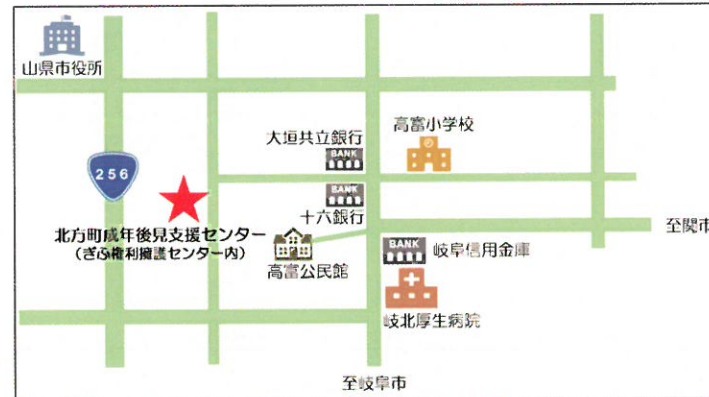 山県市役所
大垣共立銀行
高富小学校
BANK
256
BANK
十六銀行
北方町成年後見支援センター
(ぎふ権利擁護センター内)
高富公民館
至関市
BANK
岐阜信用金庫
岐北厚生病院
至岐阜市